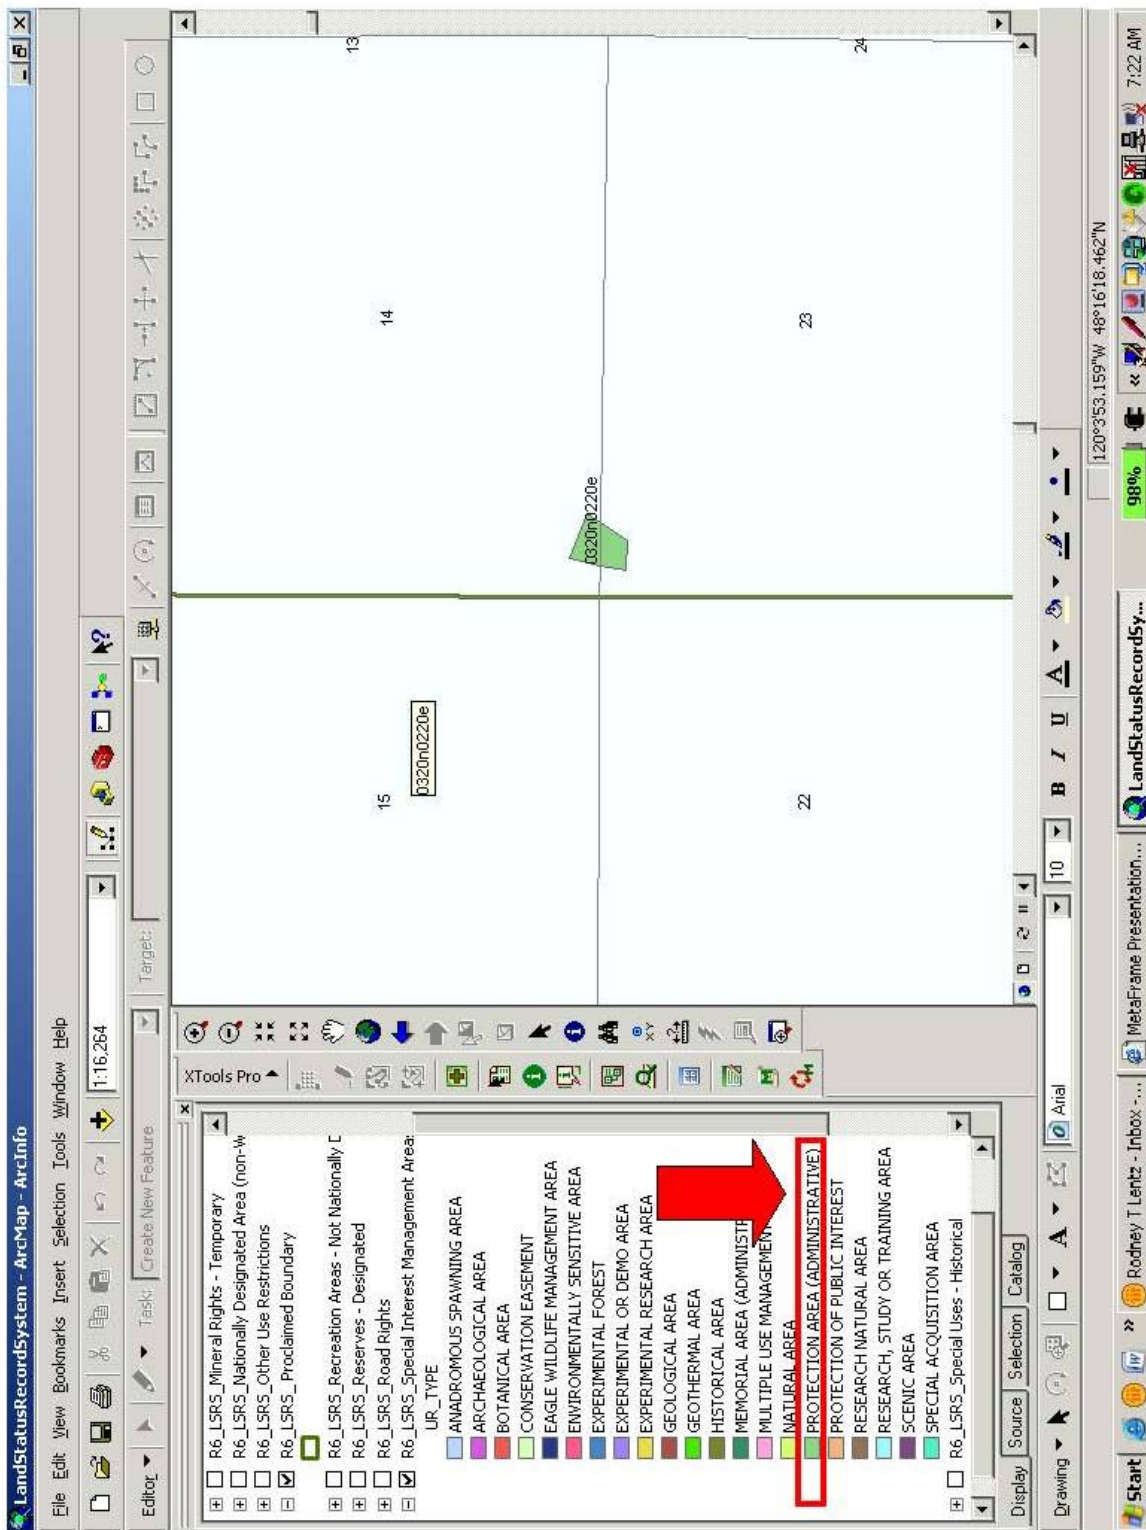 LandStatusRecordSystem - ArcMap - ArcInfo
File Edit View Bookmarks Insert Selection Tools Window Help
1:16,264
Editor Task: Create New Feature Target:
R6_LSRS_Mineral Rights - Temporary
R6_LSRS_Nationally Designated Area (non-W
R6_LSRS_Other Use Restrictions
R6_LSRS_ Proclaimed Boundary
R6_LSRS_Recreation Areas - Not Nationally D
R6_LSRS_Reserves - Designated
R6_LSRS_Road Rights
R6_LSRS_Special Interest Management Area
UR_TYPE
ANADROMOUS SPAWNING AREA
ARCHAEOLOGICAL AREA
BOTANICAL AREA
CONSERVATION EASEMENT
EAGLE WILDLIFE MANAGEMENT AREA
ENVIRONMENTALLY SENSITIVE AREA
EXPERIMENTAL FOREST
EXPERIMENTAL OR DEMO AREA
EXPERIMENTAL RESEARCH AREA
GEOLOGICAL AREA
GEOTHERMAL AREA
HISTORICAL AREA
MEMORIAL AREA (ADMINISTR
MULTIPLE USE MANAGEMENT
NATURAL AREA
PROTECTION AREA (ADMINISTRATIVE)
PROTECTION OF PUBLIC INTEREST
RESEARCH NATURAL AREA
RESEARCH, STUDY OR TRAINING AREA
SCENIC AREA
SPECIAL ACQUISITION AREA
R6_LSRS_Special Uses - Historical
Display Source Selection Catalog
XTools Pro
13
14
15
0320n0220e
0320n0220e
24
23
22
Drawing A Arial 10 B I U A
120°3'53.159"W 48°16'18.462"N
Start Rodney T Lentz - Inbox -... MetaFrame Presentation... LandStatusRecordSy... 98% 7:22 AM